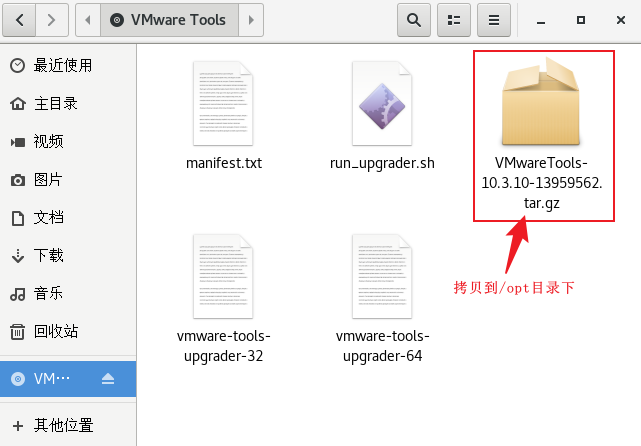 VMware Tools
最近使用
主目录
视频
图片
文档
下载
音乐
回收站
VM…
其他位置
manifest.txt
run_upgrader.sh
VMwareTools-
10.3.10-13959562.
tar.gz
拷贝到/opt目录下
vmware-tools-
upgrader-32
vmware-tools-
upgrader-64